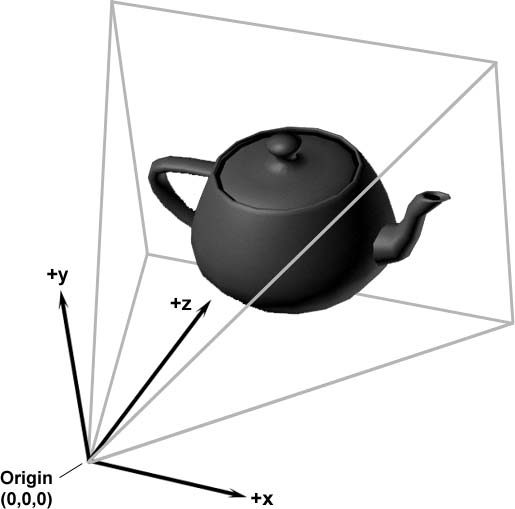 +y
+z
Origin
(0,0,0)
+x